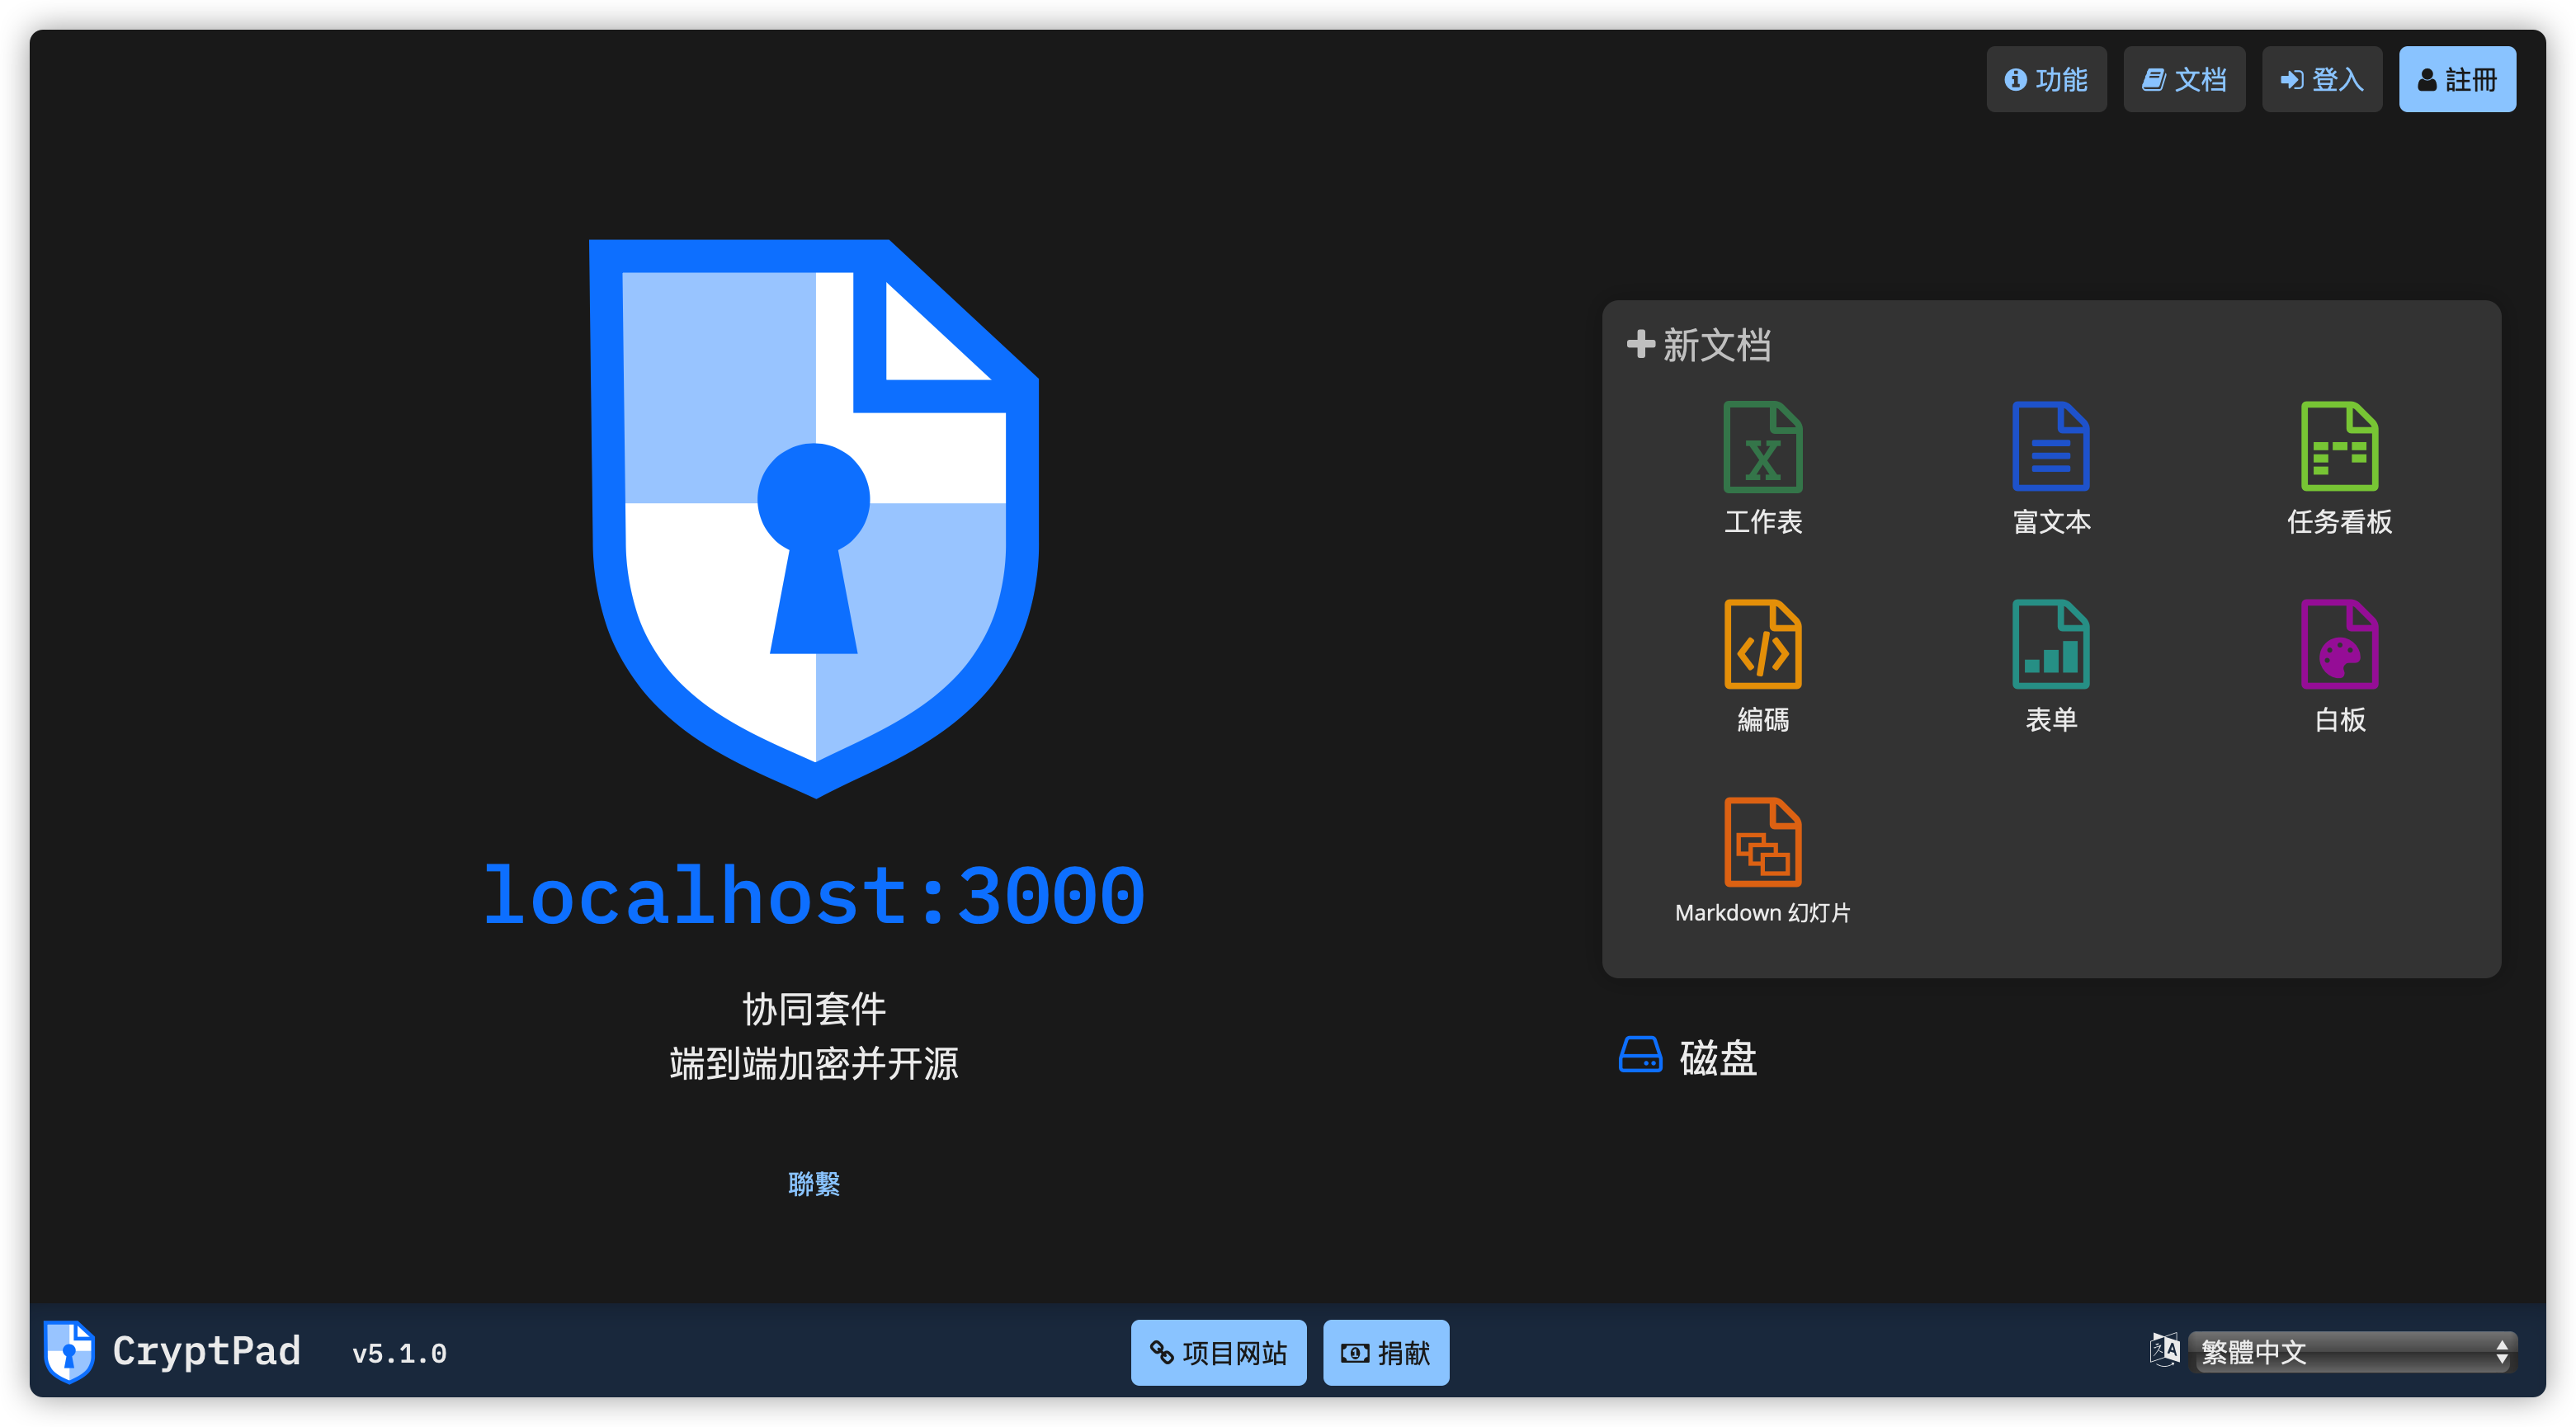 功能
文档
登入
註冊
localhost:3000
协同套件
端到端加密并开源
聯繫
新文档
工作表
富文本
任务看板
編碼
表单
白板
Markdown 幻灯片
磁盘
CryptPad
v5.1.0
项目网站
捐献
繁體中文